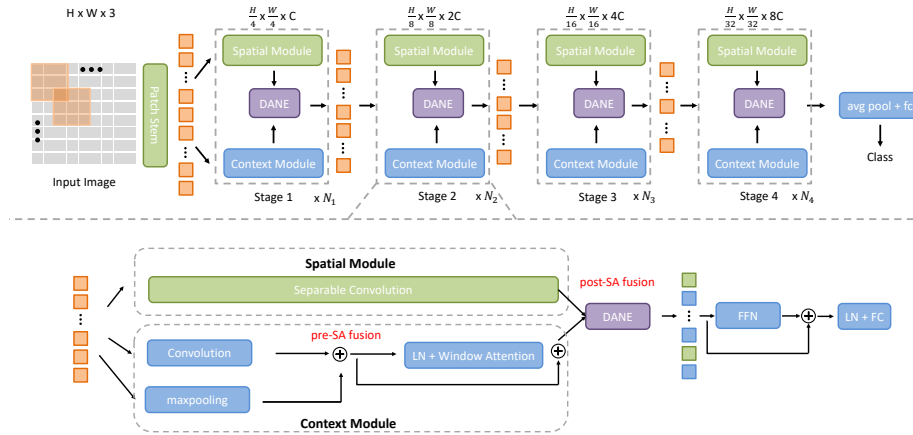 H x W x 3
H/4 x W/4 x C
H/8 x W/8 x 2C
H/16 x W/16 x 4C
H/32 x W/32 x 8C
Patch Stem
Spatial Module
Spatial Module
Spatial Module
Spatial Module
DANE
DANE
DANE
DANE
avg pool + fc
Context Module
Context Module
Context Module
Context Module
Class
Input Image
Stage 1 x N1
Stage 2 x N2
Stage 3 x N3
Stage 4 x N4
Spatial Module
Separable Convolution
post-SA fusion
DANE
FFN
LN + FC
pre-SA fusion
Convolution
LN + Window Attention
maxpooling
Context Module